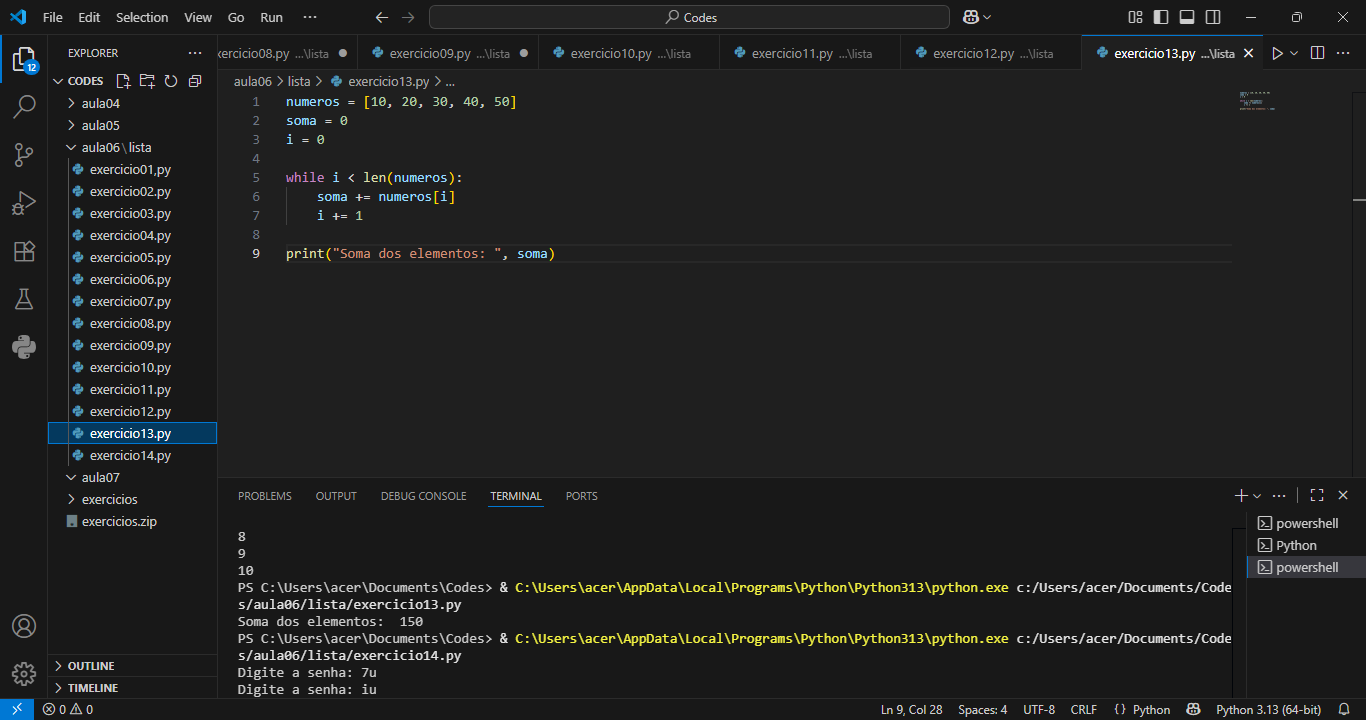 File Edit Selection View Go Run ··· Codes
EXPLORER ···
CODES
aula04
aula05
aula06\lista
exercicio01,py
exercicio02.py
exercicio03.py
exercicio04.py
exercicio05.py
exercicio06.py
exercicio07.py
exercicio08.py
exercicio09.py
exercicio10.py
exercicio11.py
exercicio12.py
exercicio13.py
exercicio14.py
aula07
exercicios
exercicios.zip
OUTLINE
TIMELINE
12
xercicio08.py ...\lista exercicio09.py ...\lista exercicio10.py ...\lista exercicio11.py ...\lista exercicio12.py ...\lista exercicio13.py ...\lista ···
aula06 > lista > exercicio13.py > ...
1 numeros = [10, 20, 30, 40, 50]
2 soma = 0
3 i = 0
4
5 while i < len(numeros):
6 soma += numeros[i]
7 i += 1
8
9 print("Soma dos elementos: ", soma)
PROBLEMS OUTPUT DEBUG CONSOLE TERMINAL PORTS ···
8
9
10
PS C:\Users\acer\Documents\Codes> & C:\Users\acer\AppData\Local\Programs\Python\Python313\python.exe c:/Users/acer/Documents/Code
s/aula06/lista/exercicio13.py
Soma dos elementos:  150
PS C:\Users\acer\Documents\Codes> & C:\Users\acer\AppData\Local\Programs\Python\Python313\python.exe c:/Users/acer/Documents/Code
s/aula06/lista/exercicio14.py
Digite a senha: 7u
Digite a senha: iu
powershell
Python
powershell
0 0 Ln 9, Col 28 Spaces: 4 UTF-8 CRLF {} Python Python 3.13 (64-bit)